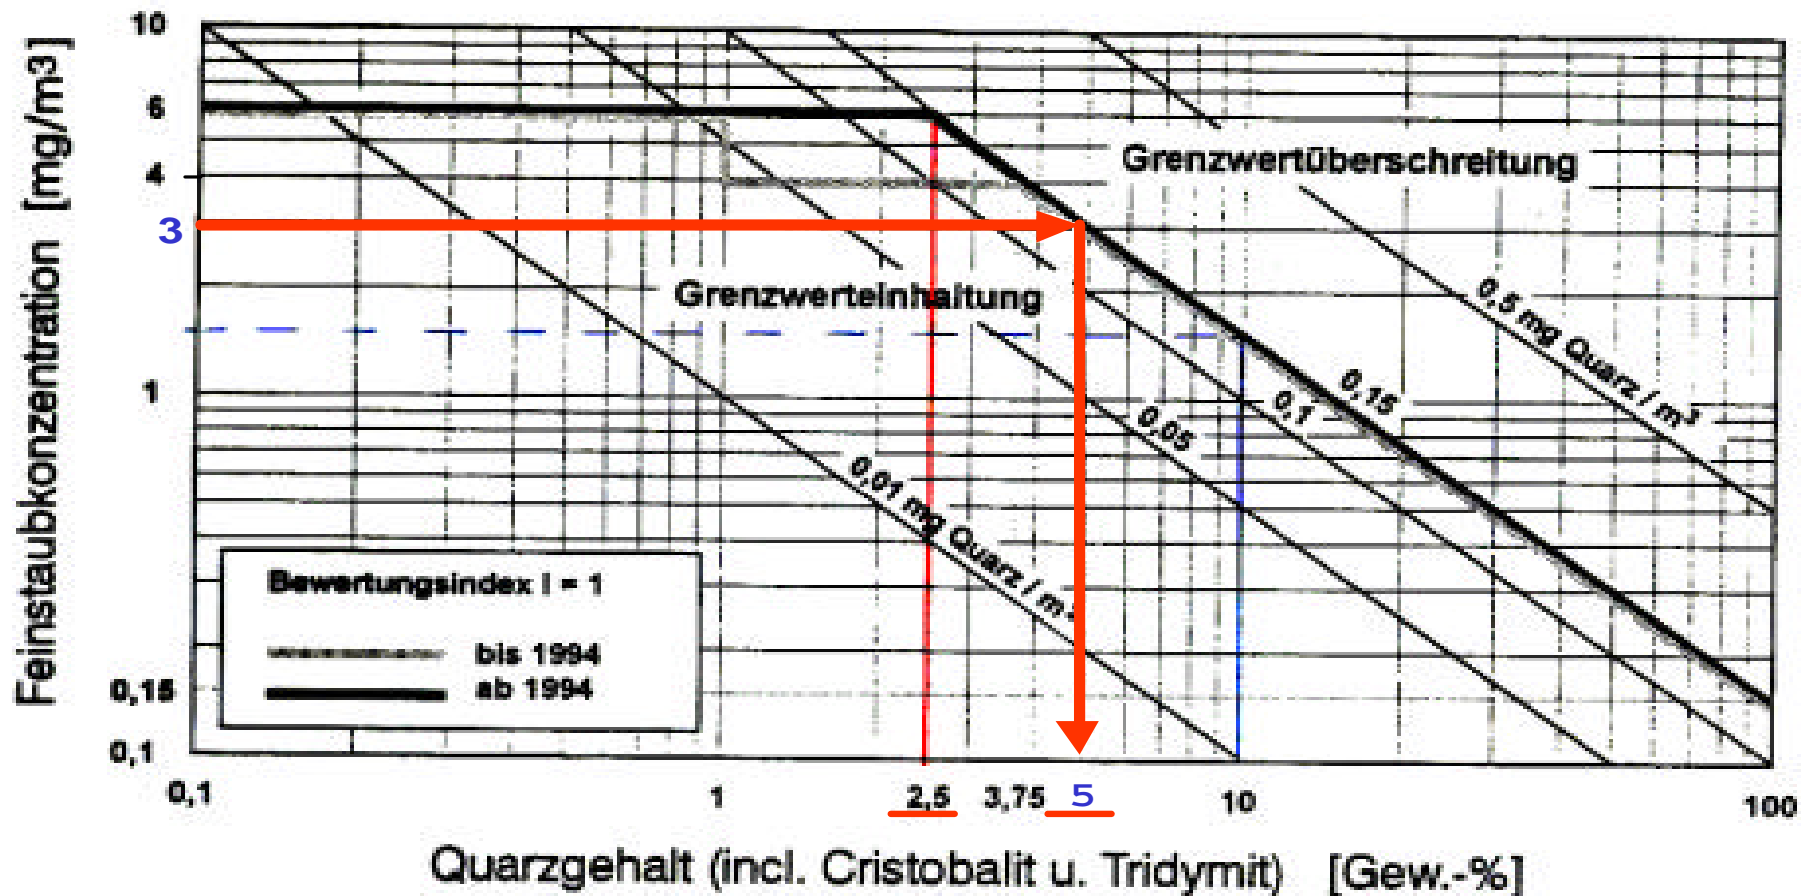 Feinstaubkonzentration [mg/m³]
10
6
4
3
1
0,15
0,1
Grenzwertüberschreitung
Grenzwerteinhaltung
0,5 mg Quarz / m³
0,15
0,1
0,05
0,01 mg Quarz / m³
Bewertungsindex I = 1
bis 1994
ab 1994
0,1
1
2,5
3,75
5
10
100
Quarzgehalt (incl. Cristobalit u. Tridymit) [Gew.-%]